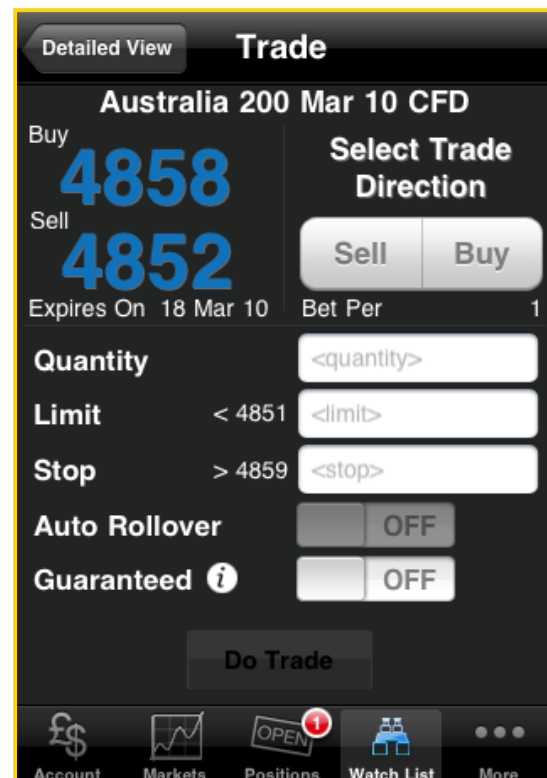 Detailed View Trade
Australia 200 Mar 10 CFD
Buy
4858
Sell
4852
Expires On 18 Mar 10
Select Trade
Direction
Sell Buy
Bet Per 1
Quantity <quantity>
Limit < 4851 <limit>
Stop > 4859 <stop>
Auto Rollover OFF
Guaranteed i OFF
Do Trade
£$ OPEN 1
Account Markets Positions Watch List More